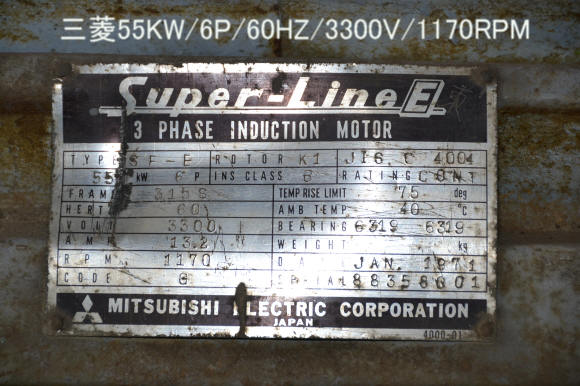 三菱55KW/6P/60HZ/3300V/1170RPM
Super-Line E
3 PHASE INDUCTION MOTOR
TYPE SF-E ROTOR K1 JIS C 4004
55 kW 6 P INS CLASS B RATING CONT
FRAME 315S TEMP RISE LIMIT 75 deg
HERTZ 60 AMB TEMP 40 °C
VOLT 3300 BEARING 6319 6319
AMP 13.2 WEIGHT kg
RPM 1170 JAN. 1971
CODE G SERIAL 88358601
MITSUBISHI ELECTRIC CORPORATION
JAPAN
4000-01